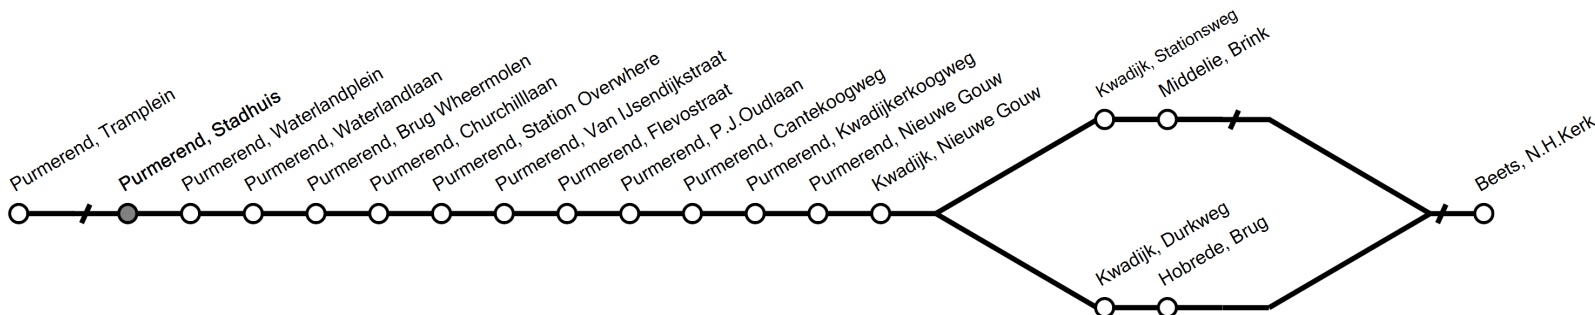 Purmerend, Tramplein
Purmerend, Stadhuis
Purmerend, Waterlandplein
Purmerend, Waterlandlaan
Purmerend, Brug Wheermolen
Purmerend, Churchilllaan
Purmerend, Station Overwhere
Purmerend, Van IJsendijkstraat
Purmerend, Flevostraat
Purmerend, P.J.Oudlaan
Purmerend, Cantekoogweg
Purmerend, Kwadijkerkoogweg
Purmerend, Nieuwe Gouw
Kwadijk, Nieuwe Gouw
Kwadijk, Stationsweg
Middelie, Brink
Kwadijk, Durkweg
Hobrede, Brug
Beets, N.H.Kerk